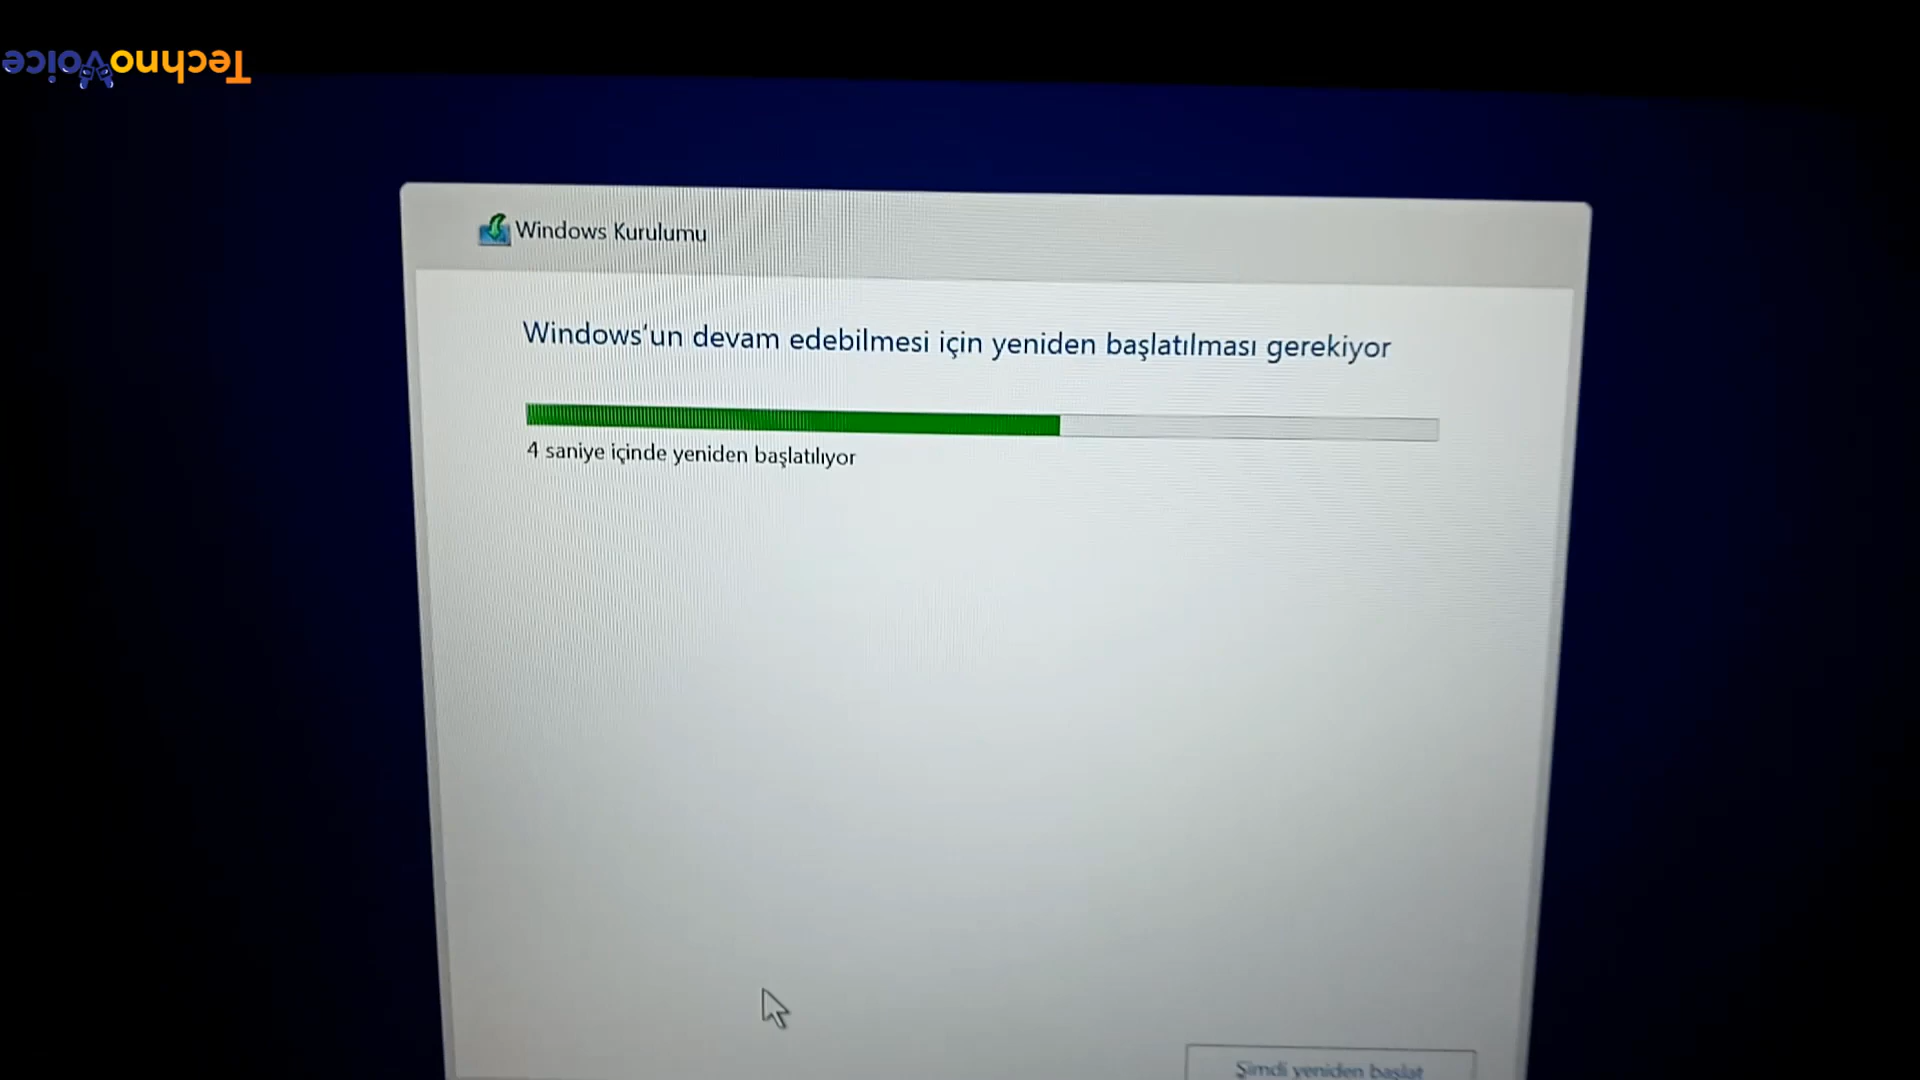 TechnoVoice
Windows Kurulumu
Windows'un devam edebilmesi için yeniden başlatılması gerekiyor
4 saniye içinde yeniden başlatılıyor
Şimdi yeniden başlat